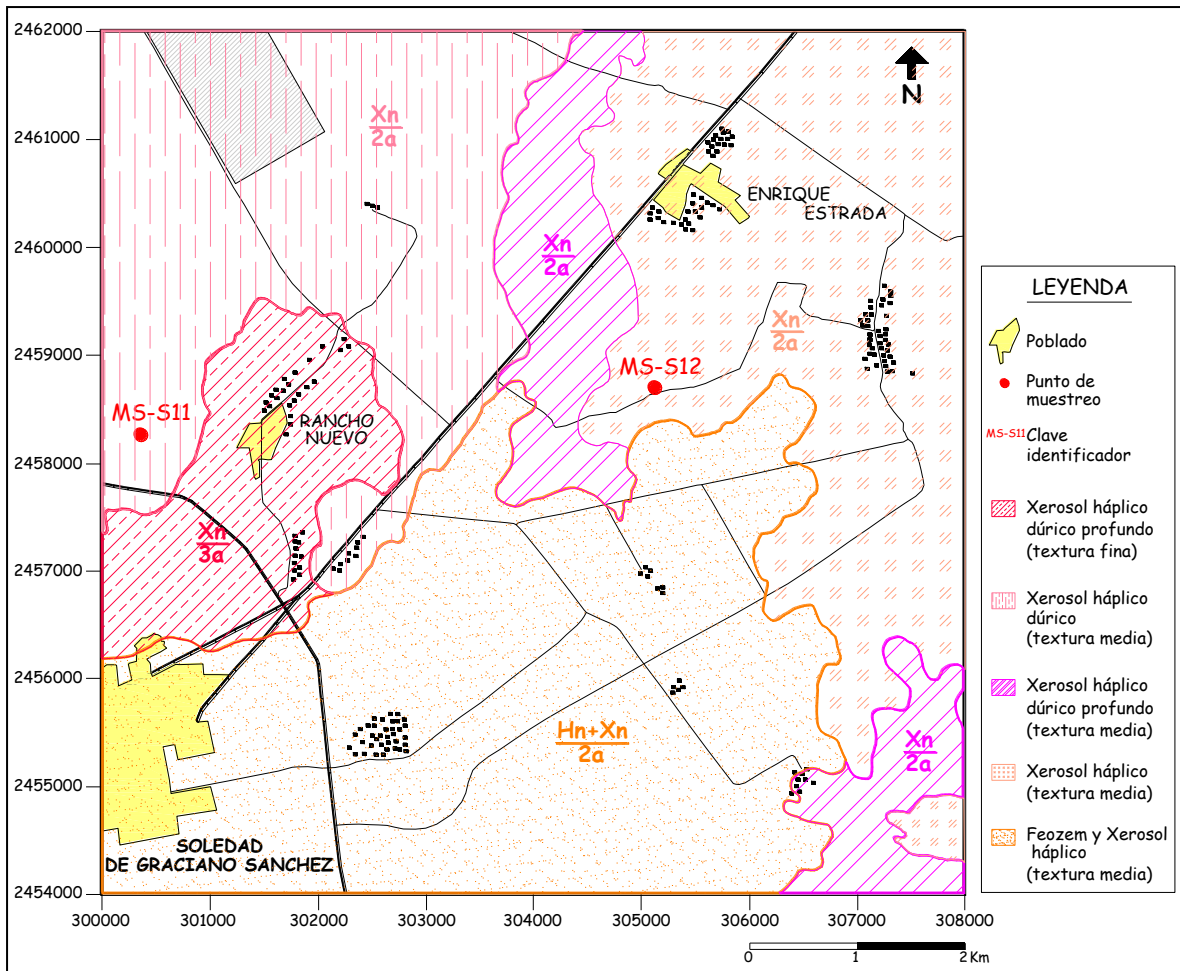 2462000
2461000
2460000
2459000
2458000
2457000
2456000
2455000
2454000
300000 301000 302000 303000 304000 305000 306000 307000 308000
N
Xn
2a
ENRIQUE
ESTRADA
Xn
2a
Xn
2a
MS-S12
MS-S11
RANCHO
NUEVO
Xn
3a
Hn+Xn
2a
Xn
2a
SOLEDAD
DE GRACIANO SANCHEZ
0 1 2 Km
LEYENDA
Poblado
Punto de
muestreo
MS-S11 Clave
identificador
Xerosol háplico
dúrico profundo
(textura fina)
Xerosol háplico
dúrico
(textura media)
Xerosol háplico
dúrico profundo
(textura media)
Xerosol háplico
(textura media)
Feozem y Xerosol
háplico
(textura media)